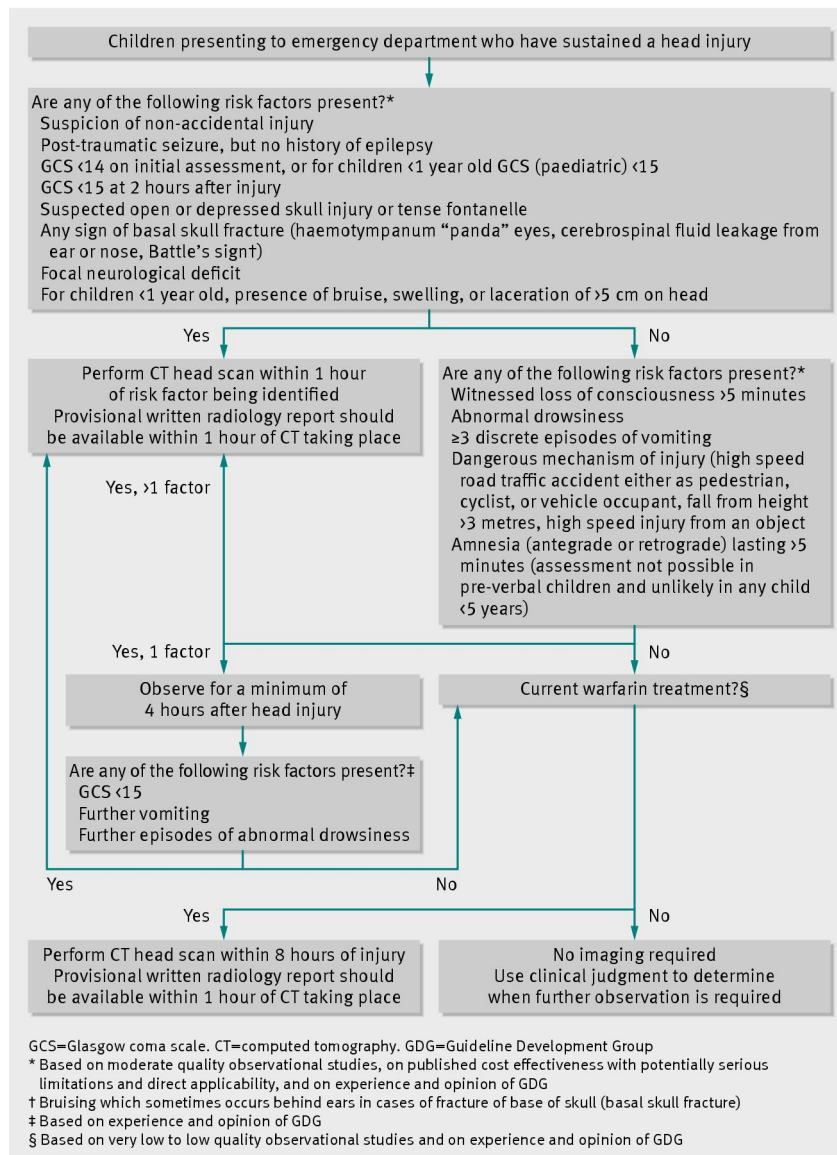 Children presenting to emergency department who have sustained a head injury
Are any of the following risk factors present?*
Suspicion of non-accidental injury
Post-traumatic seizure, but no history of epilepsy
GCS <14 on initial assessment, or for children <1 year old GCS (paediatric) <15
GCS <15 at 2 hours after injury
Suspected open or depressed skull injury or tense fontanelle
Any sign of basal skull fracture (haemotympanum “panda” eyes, cerebrospinal fluid leakage from
ear or nose, Battle’s sign†)
Focal neurological deficit
For children <1 year old, presence of bruise, swelling, or laceration of >5 cm on head
Yes
No
Perform CT head scan within 1 hour
of risk factor being identified
Provisional written radiology report should
be available within 1 hour of CT taking place
Are any of the following risk factors present?*
Witnessed loss of consciousness >5 minutes
Abnormal drowsiness
≥3 discrete episodes of vomiting
Dangerous mechanism of injury (high speed
road traffic accident either as pedestrian,
cyclist, or vehicle occupant, fall from height
>3 metres, high speed injury from an object
Amnesia (antegrade or retrograde) lasting >5
minutes (assessment not possible in
pre-verbal children and unlikely in any child
<5 years)
Yes, >1 factor
Yes, 1 factor
No
Observe for a minimum of
4 hours after head injury
Current warfarin treatment?§
Are any of the following risk factors present?‡
GCS <15
Further vomiting
Further episodes of abnormal drowsiness
Yes
No
Yes
No
Perform CT head scan within 8 hours of injury
Provisional written radiology report should
be available within 1 hour of CT taking place
No imaging required
Use clinical judgment to determine
when further observation is required
GCS=Glasgow coma scale. CT=computed tomography. GDG=Guideline Development Group
* Based on moderate quality observational studies, on published cost effectiveness with potentially serious
limitations and direct applicability, and on experience and opinion of GDG
† Bruising which sometimes occurs behind ears in cases of fracture of base of skull (basal skull fracture)
‡ Based on experience and opinion of GDG
§ Based on very low to low quality observational studies and on experience and opinion of GDG